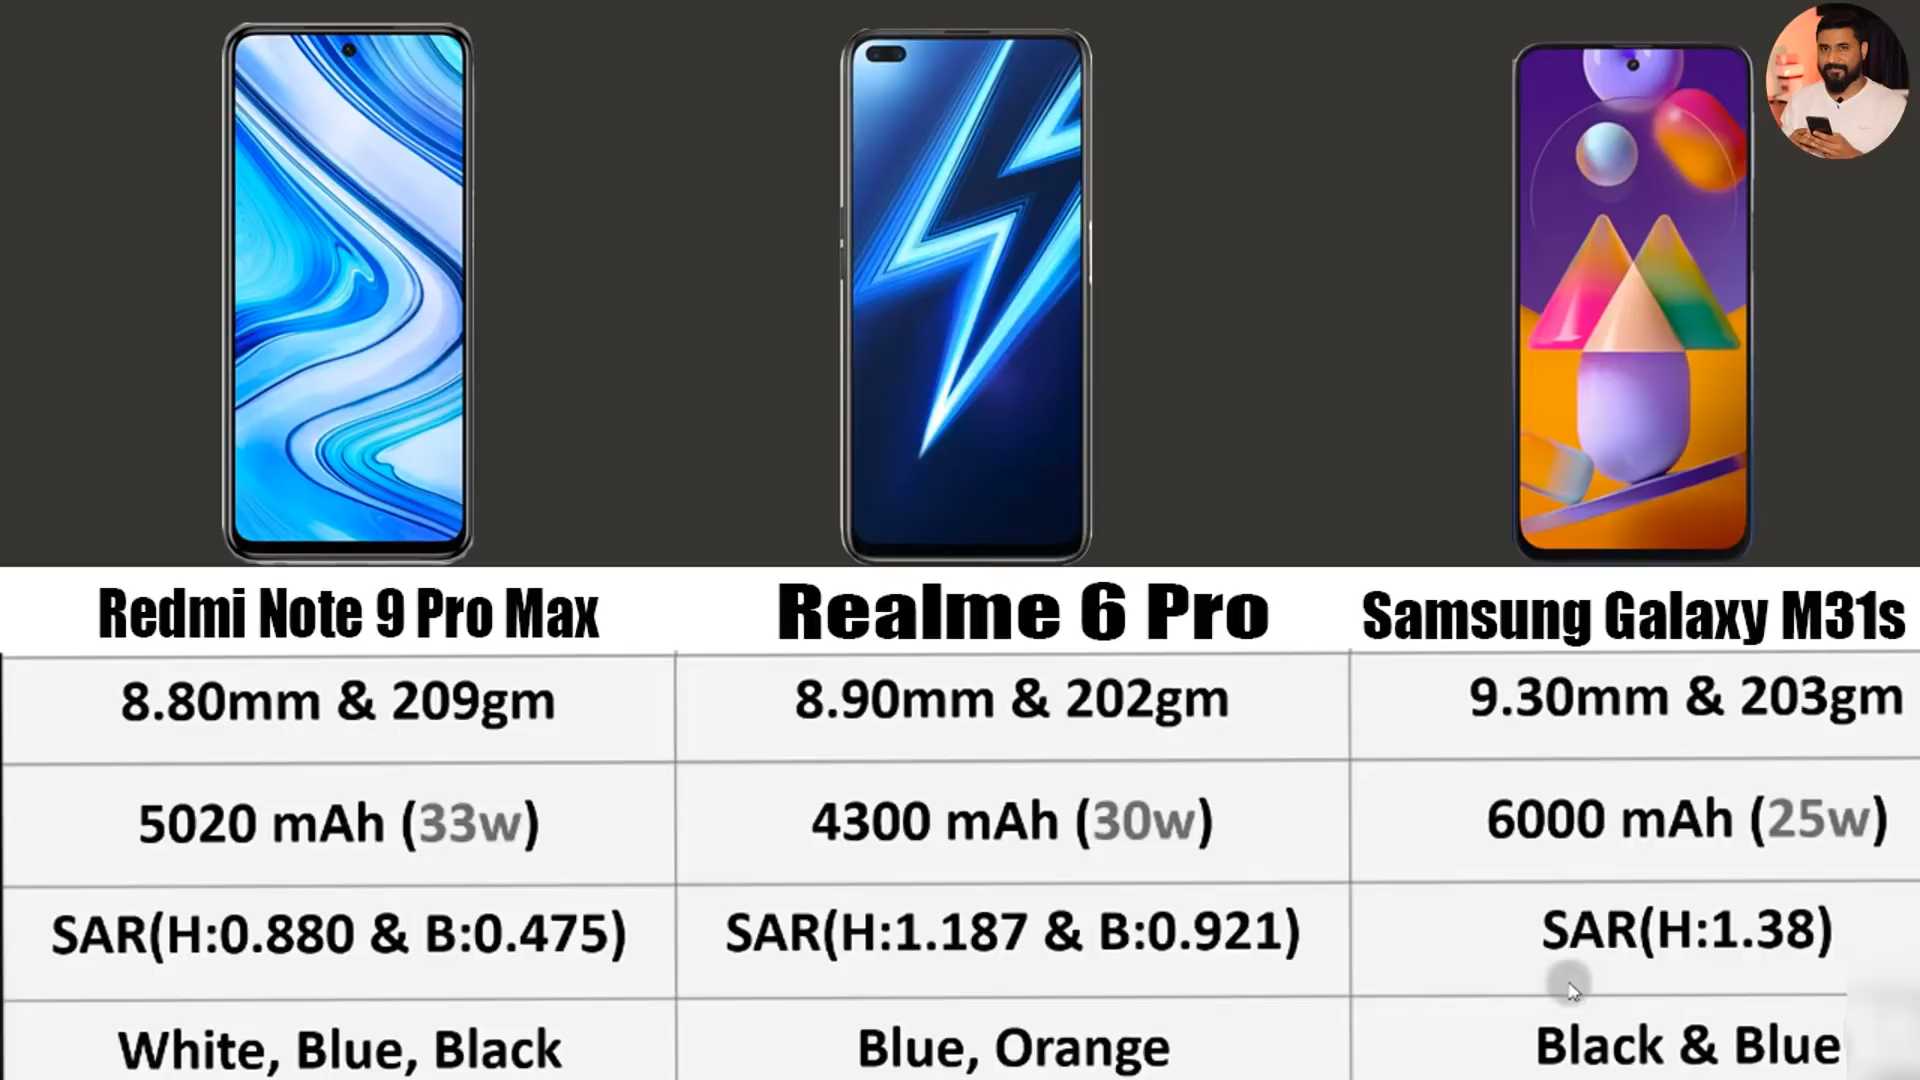 Redmi Note 9 Pro Max
Realme 6 Pro
Samsung Galaxy M31s
8.80mm & 209gm
8.90mm & 202gm
9.30mm & 203gm
5020 mAh (33w)
4300 mAh (30w)
6000 mAh (25w)
SAR(H:0.880 & B:0.475)
SAR(H:1.187 & B:0.921)
SAR(H:1.38)
White, Blue, Black
Blue, Orange
Black & Blue